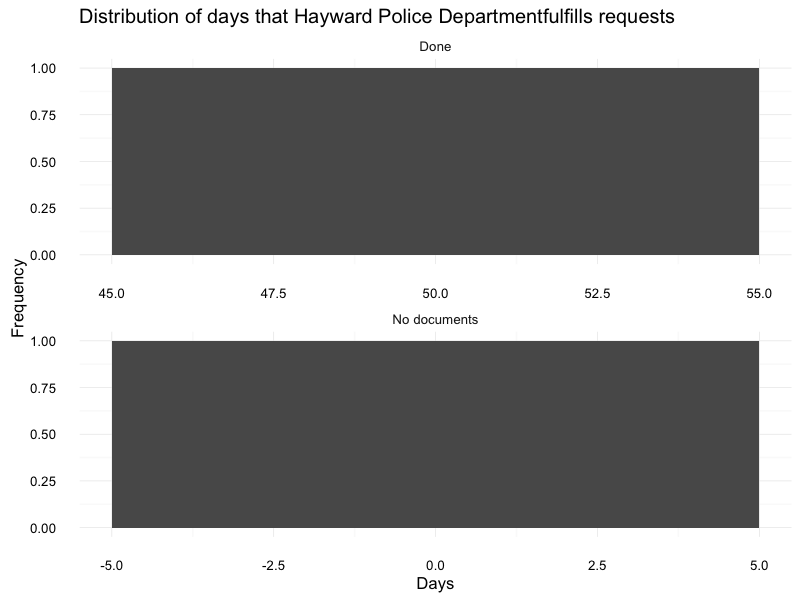 Distribution of days that Hayward Police Departmentfulfills requests
Done
1.00
0.75
0.50
0.25
0.00
45.0 47.5 50.0 52.5 55.0
Frequency
No documents
1.00
0.75
0.50
0.25
0.00
-5.0 -2.5 0.0 2.5 5.0
Days